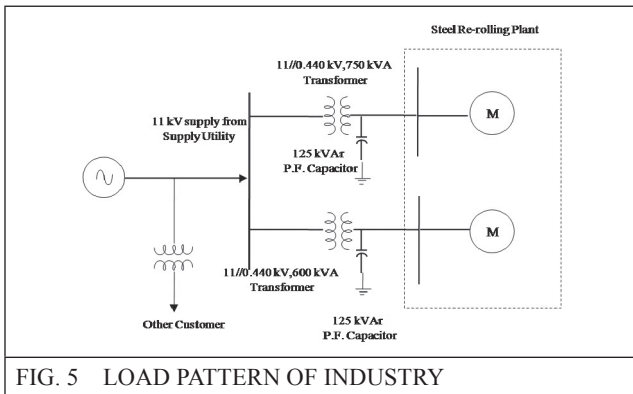 Steel Re-rolling Plant
11//0.440 kV,750 kVA
Transformer
11 kV supply from
Supply Utility
M
125 kVAr
P.F. Capacitor
M
11//0.440 kV,600 kVA
Transformer
Other Customer
125 kVAr
P.F. Capacitor
FIG. 5 LOAD PATTERN OF INDUSTRY